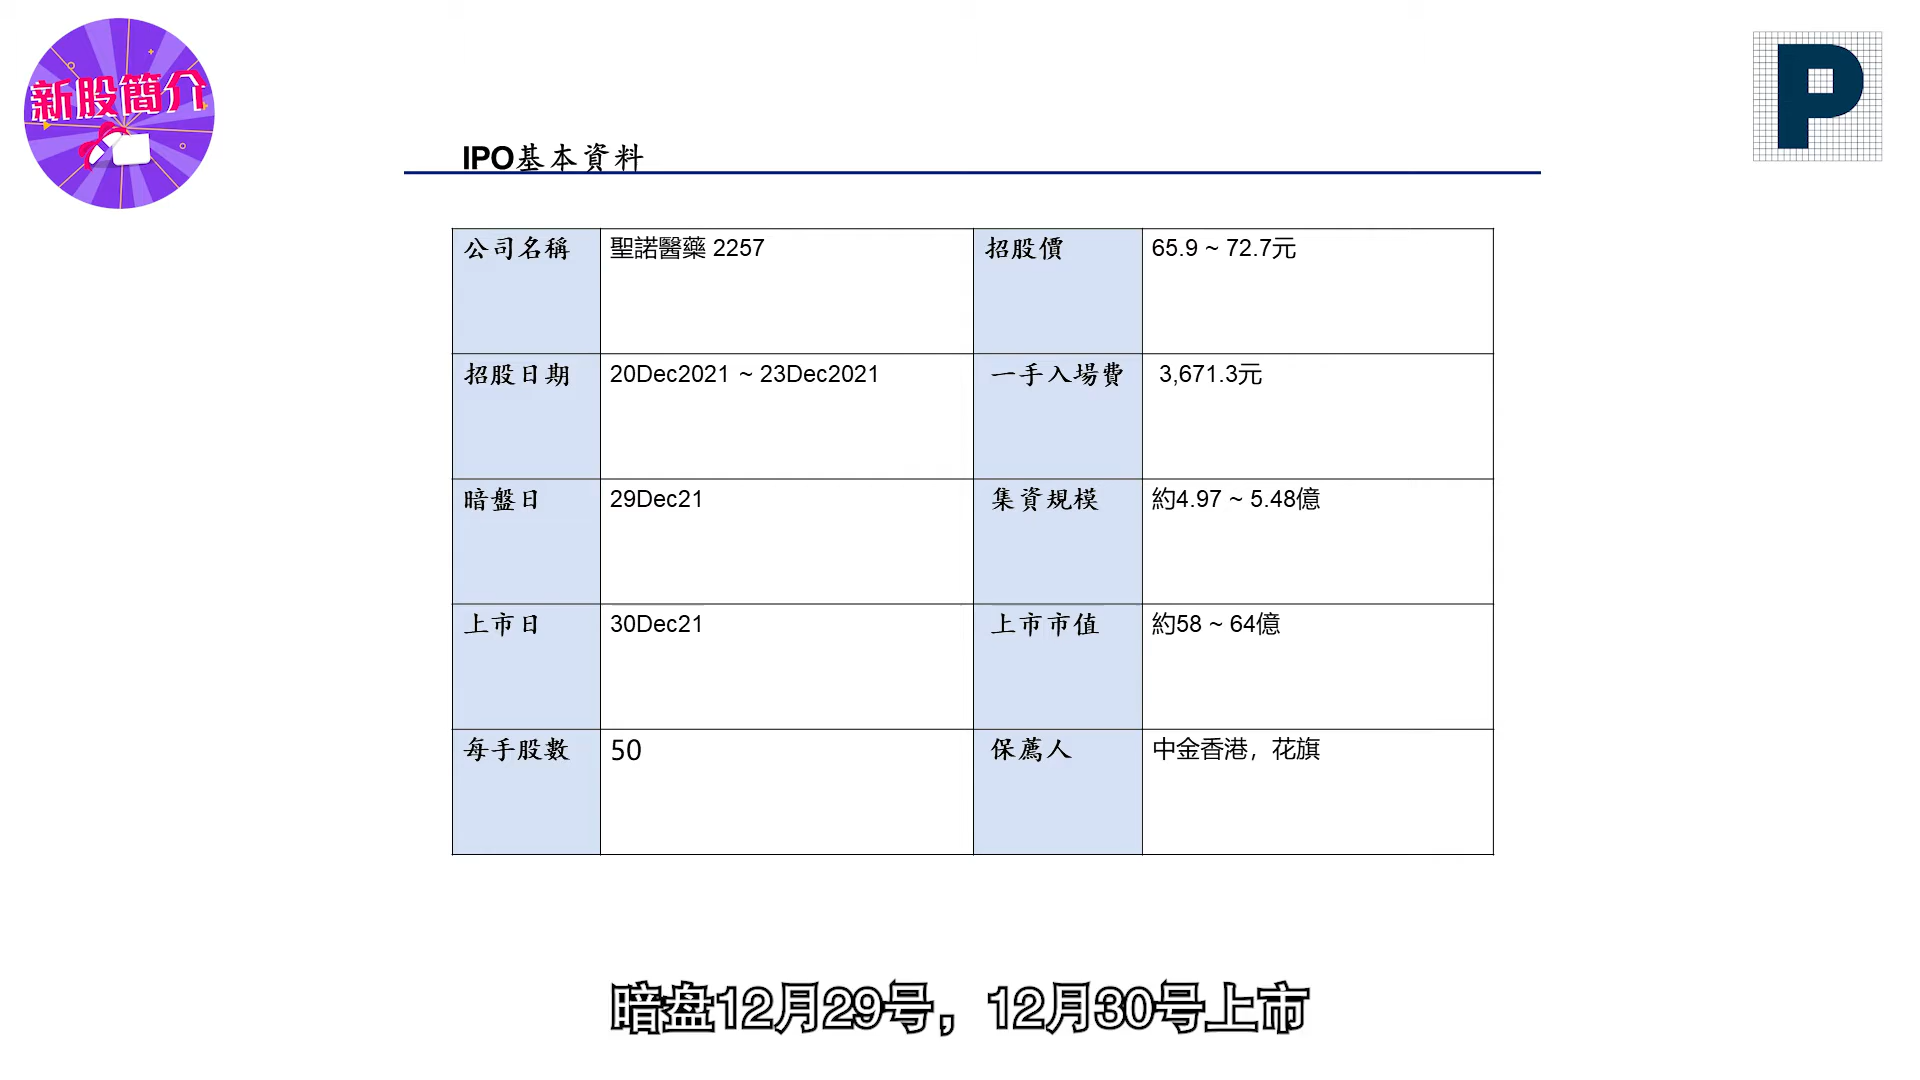 新股簡介
P
IPO基本資料
公司名稱 聖諾醫藥 2257 招股價 65.9 ~ 72.7元
招股日期 20Dec2021 ~ 23Dec2021 一手入場費 3,671.3元
暗盤日 29Dec21 集資規模 約4.97 ~ 5.48億
上市日 30Dec21 上市市值 約58 ~ 64億
每手股數 50 保薦人 中金香港，花旗
暗盘12月29号，12月30号上市